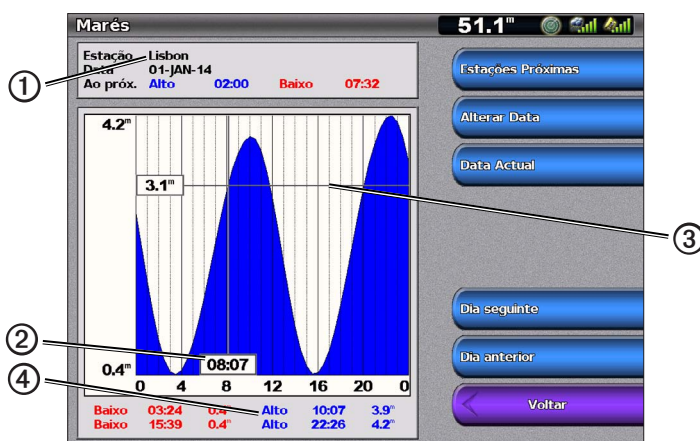 Marés
51.1m
① Estação Lisbon
Data 01-JAN-14
Ao próx. Alto 02:00 Baixo 07:32
4.2m
3.1m
③
② 08:07
0.4m
0 4 8 12 16 20 0
④
Baixo 03:24 0.4m Alto 10:07 3.9m
Baixo 15:39 0.4m Alto 22:26 4.2m
Estações Próximas
Alterar Data
Data Actual
Dia seguinte
Dia anterior
Voltar